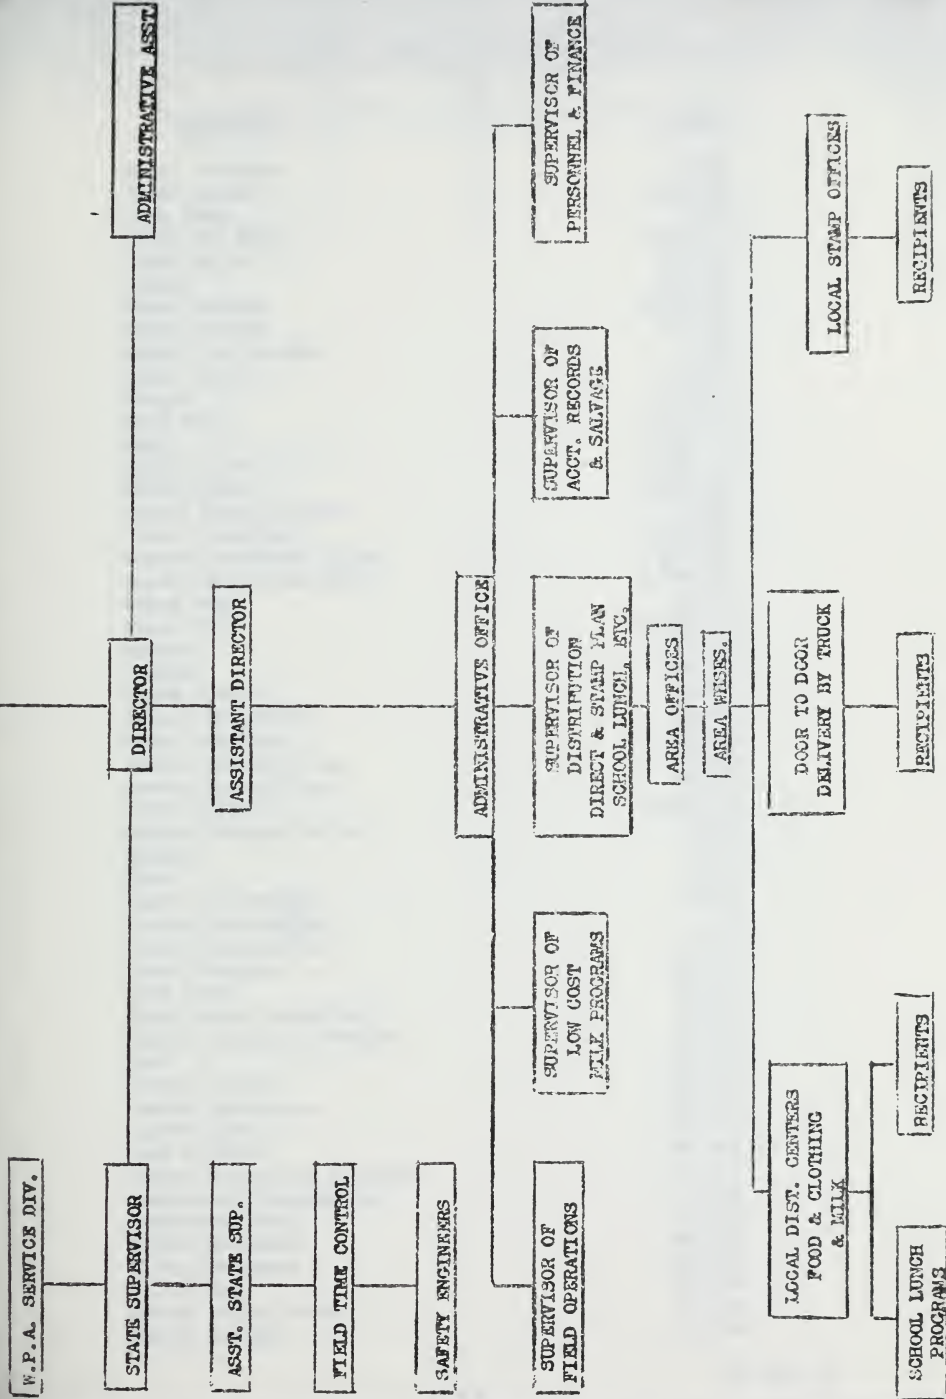 W.P.A. SERVICE DIV.
STATE SUPERVISOR
DIRECTOR
ADMINISTRATIVE ASST.
ASST. STATE SUP.
ASSISTANT DIRECTOR
FIELD TIME CONTROL
SAFETY ENGINEERS
ADMINISTRATIVE OFFICE
SUPERVISOR OF
FIELD OPERATIONS
SUPERVISOR OF
LOW COST
MILK PROGRAMS
SUPERVISOR OF
DISTRIBUTION
DIRECT & STAMP PLAN
SCHOOL LUNCH, ETC.
SUPERVISOR OF
ACCT. RECORDS
& SALVAGE
SUPERVISOR OF
PERSONNEL & FINANCE
AREA OFFICES
AREA WHSES.
LOCAL DIST. CENTERS
FOOD & CLOTHING
& MILK
DOOR TO DOOR
DELIVERY BY TRUCK
LOCAL STAMP OFFICES
SCHOOL LUNCH
PROGRAMS
RECIPIENTS
RECIPIENTS
RECIPIENTS